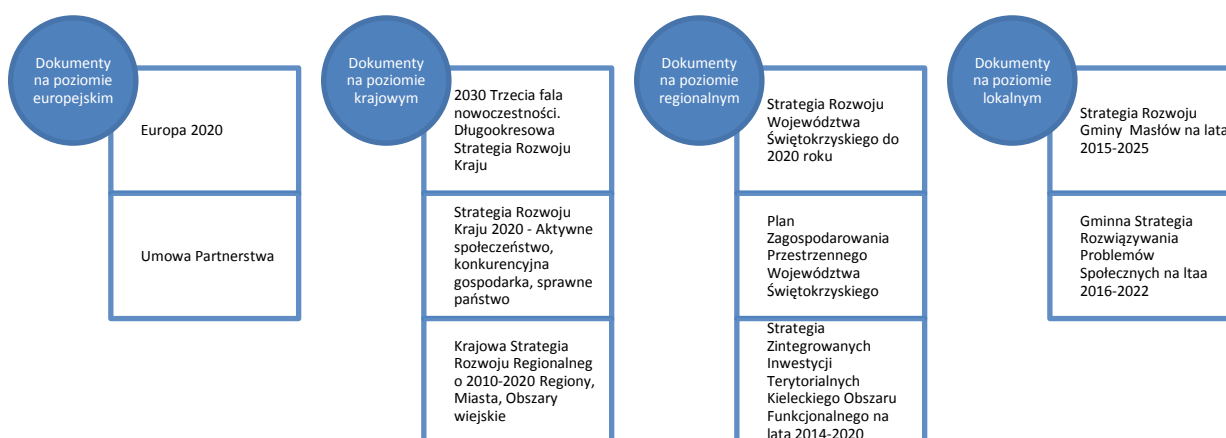 Dokumenty
na poziomie
europejskim
Europa 2020
Umowa Partnerstwa
Dokumenty
na poziomie
krajowym
2030 Trzecia fala
nowoczestności.
Długookresowa
Strategia Rozwoju
Kraju
Strategia Rozwoju
Kraju 2020 - Aktywne
społeczeństwo,
konkurencyjna
gospodarka, sprawne
państwo
Krajowa Strategia
Rozwoju Regionalneg
o 2010-2020 Regiony,
Miasta, Obszary
wiejskie
Dokumenty
na poziomie
regionalnym
Strategia Rozwoju
Województwa
Świętokrzyskiego do
2020 roku
Plan
Zagospodarowania
Przestrzennego
Województwa
Świętokrzyskiego
Strategia
Zintegrowanych
Inwestycji
Terytorialnych
Kieleckiego Obszaru
Funkcjonalnego na
lata 2014-2020
Dokumenty
na poziomie
lokalnym
Strategia Rozwoju
Gminy Masłów na lata
2015-2025
Gminna Strategia
Rozwiązywania
Problemów
Społecznych na ltaa
2016-2022